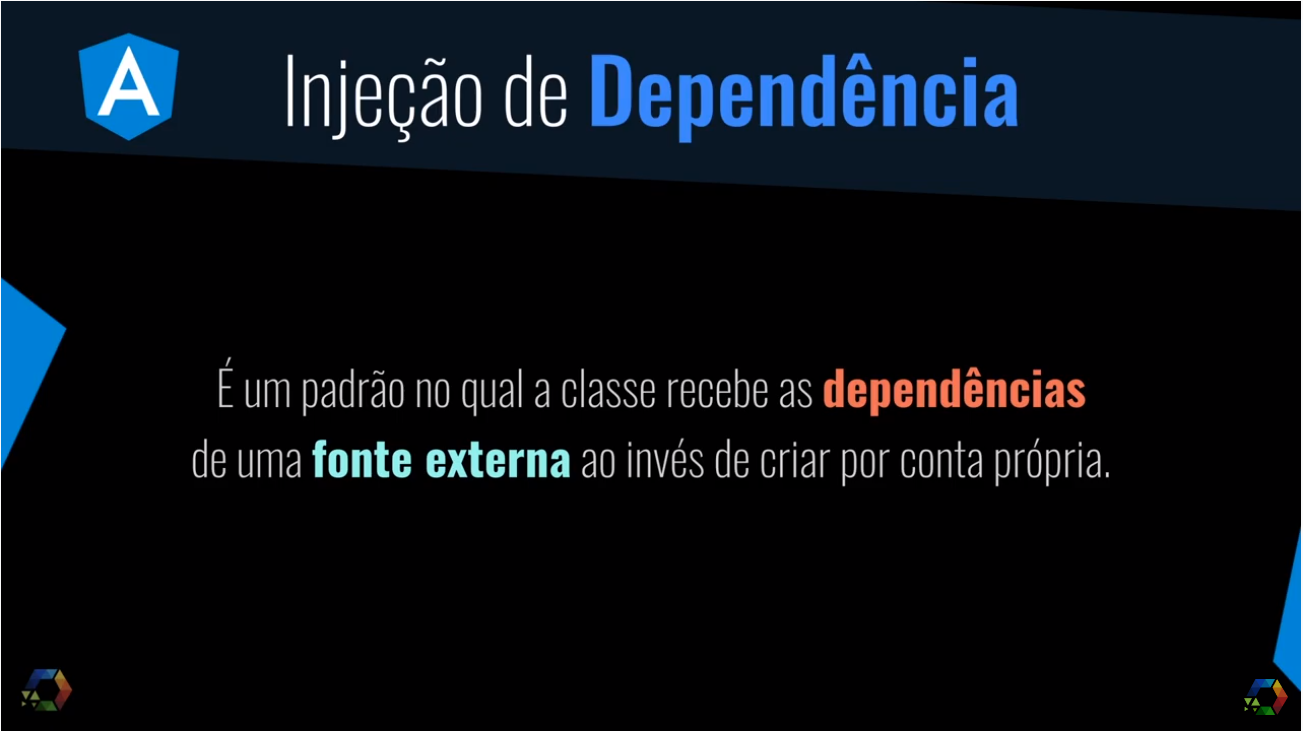 Injeção de Dependência
É um padrão no qual a classe recebe as dependências
de uma fonte externa ao invés de criar por conta própria.